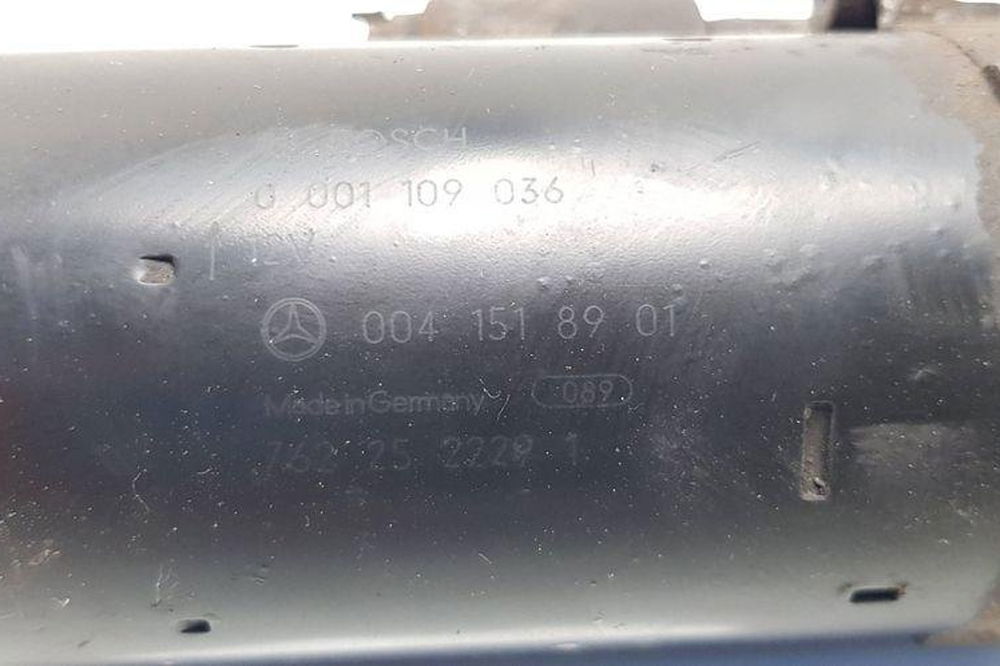 BOSCH
0 001 109 036
12V
004 151 89 01
Made in Germany 089
762 25 2229 1